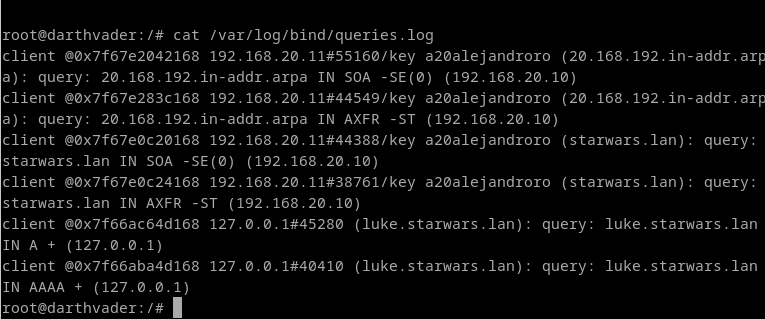 root@darthvader:/# cat /var/log/bind/queries.log
client @0x7f67e2042168 192.168.20.11#55160/key a20alejandroro (20.168.192.in-addr.arp
a): query: 20.168.192.in-addr.arpa IN SOA -SE(0) (192.168.20.10)
client @0x7f67e283c168 192.168.20.11#44549/key a20alejandroro (20.168.192.in-addr.arp
a): query: 20.168.192.in-addr.arpa IN AXFR -ST (192.168.20.10)
client @0x7f67e0c20168 192.168.20.11#44388/key a20alejandroro (starwars.lan): query:
starwars.lan IN SOA -SE(0) (192.168.20.10)
client @0x7f67e0c24168 192.168.20.11#38761/key a20alejandroro (starwars.lan): query:
starwars.lan IN AXFR -ST (192.168.20.10)
client @0x7f66ac64d168 127.0.0.1#45280 (luke.starwars.lan): query: luke.starwars.lan
IN A + (127.0.0.1)
client @0x7f66aba4d168 127.0.0.1#40410 (luke.starwars.lan): query: luke.starwars.lan
IN AAAA + (127.0.0.1)
root@darthvader:/#